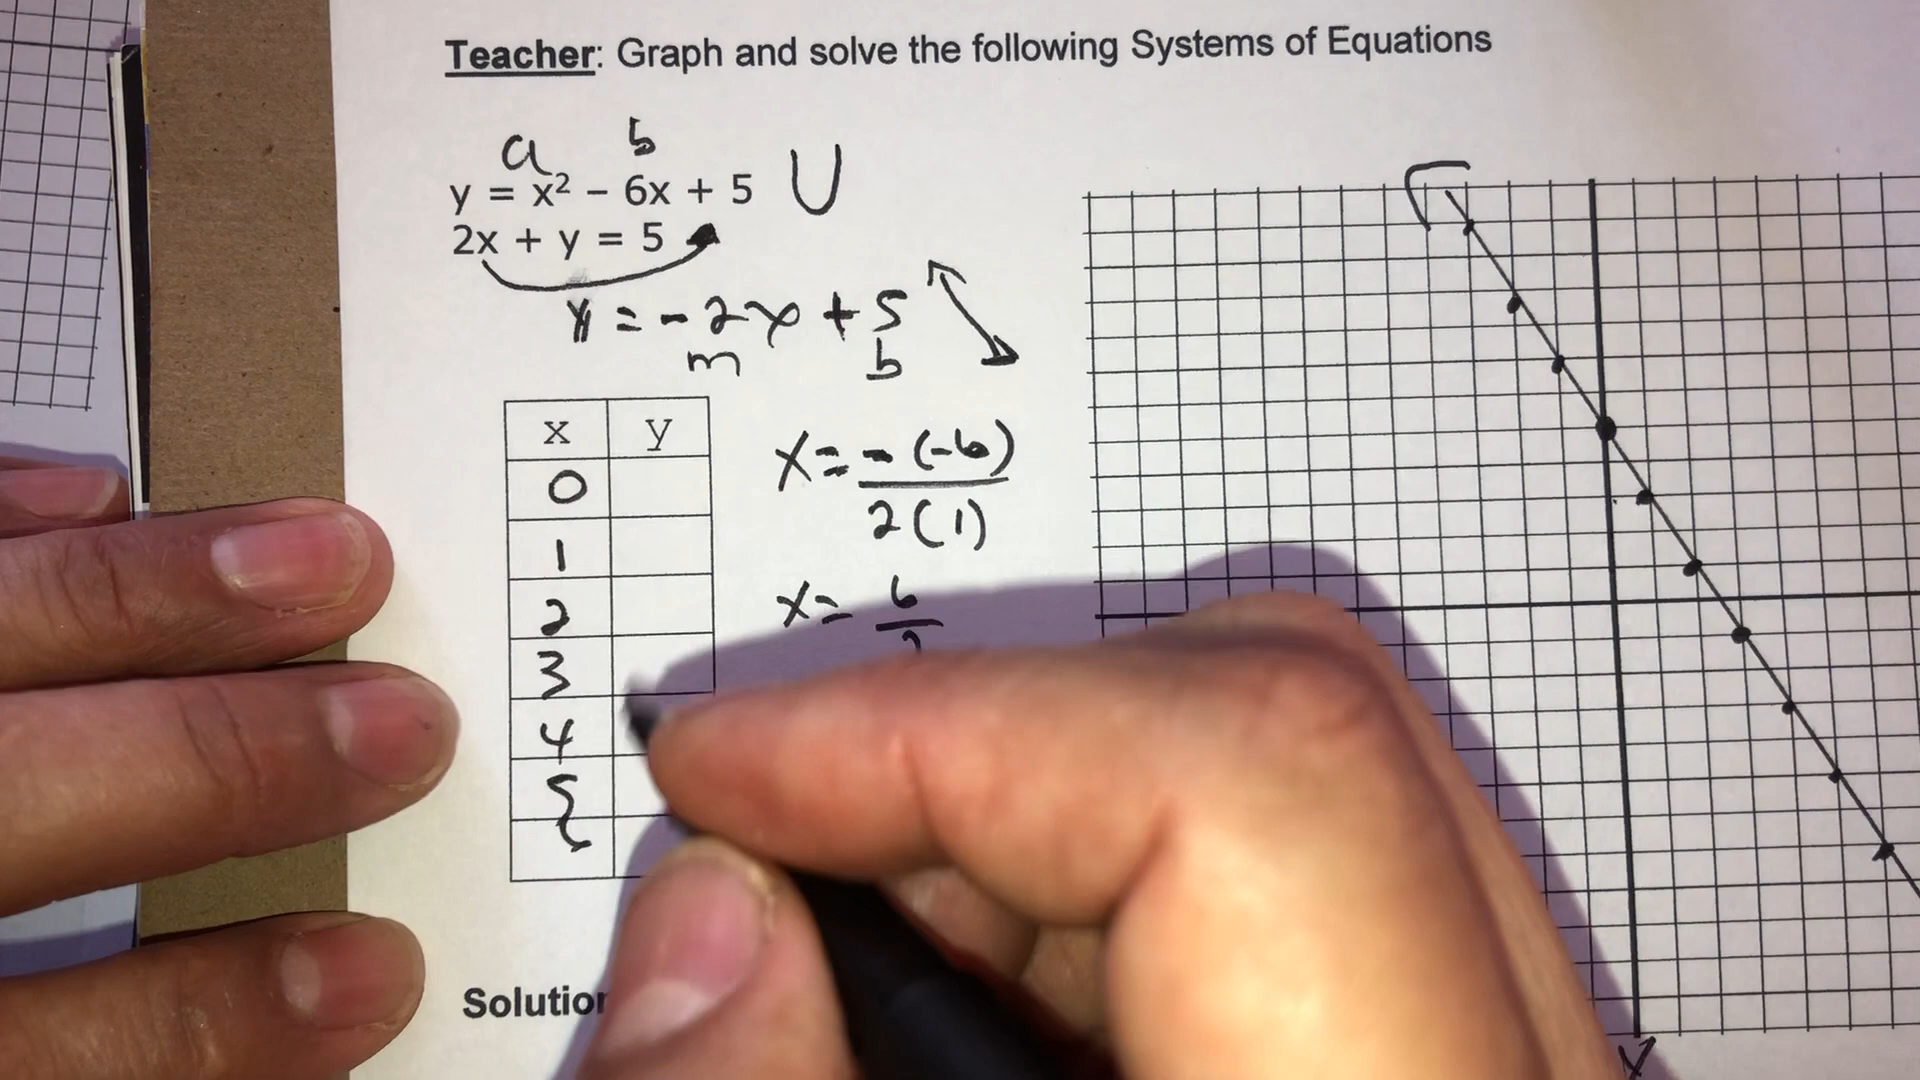 Teacher: Graph and solve the following Systems of Equations
a b
y = x² − 6x + 5 U
2x + y = 5
y = -2x + 5
m b
x y
0
1
2
3
4
5
x = -(-6)
2(1)
x = 6
Y